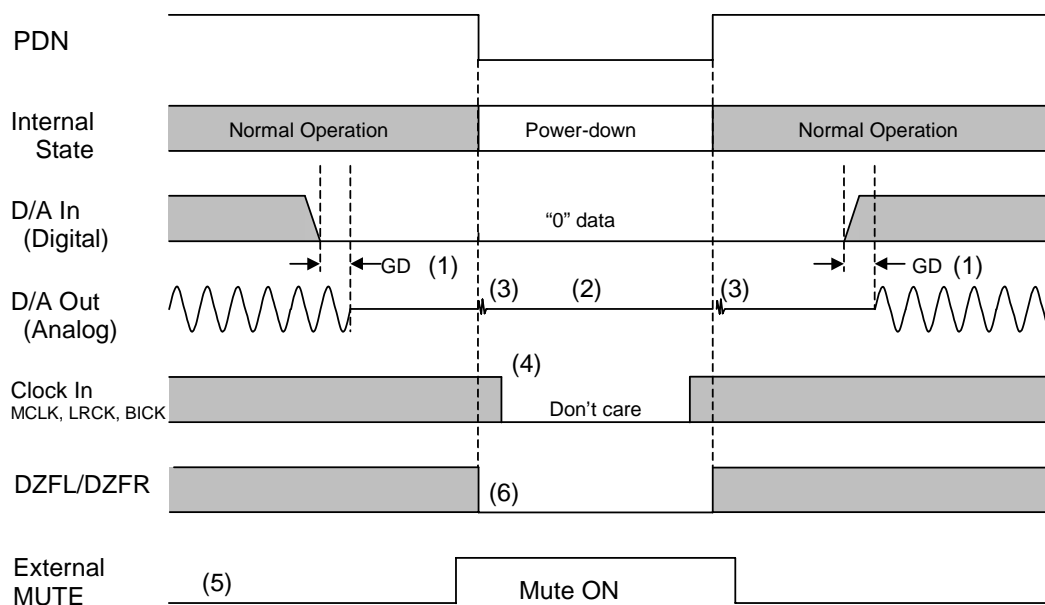 PDN
Internal
State
Normal Operation
Power-down
Normal Operation
D/A In
(Digital)
“0” data
GD (1)
GD (1)
D/A Out
(Analog)
(3)
(2)
(3)
Clock In
MCLK, LRCK, BICK
(4)
Don’t care
DZFL/DZFR
(6)
External
MUTE
(5)
Mute ON